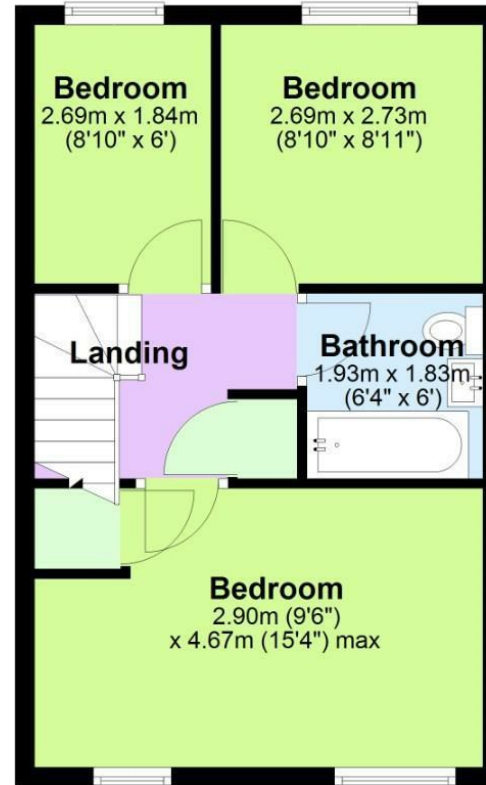 Bedroom
2.69m x 1.84m
(8'10" x 6')
Bedroom
2.69m x 2.73m
(8'10" x 8'11")
Landing
Bathroom
1.93m x 1.83m
(6'4" x 6')
Bedroom
2.90m (9'6")
x 4.67m (15'4") max